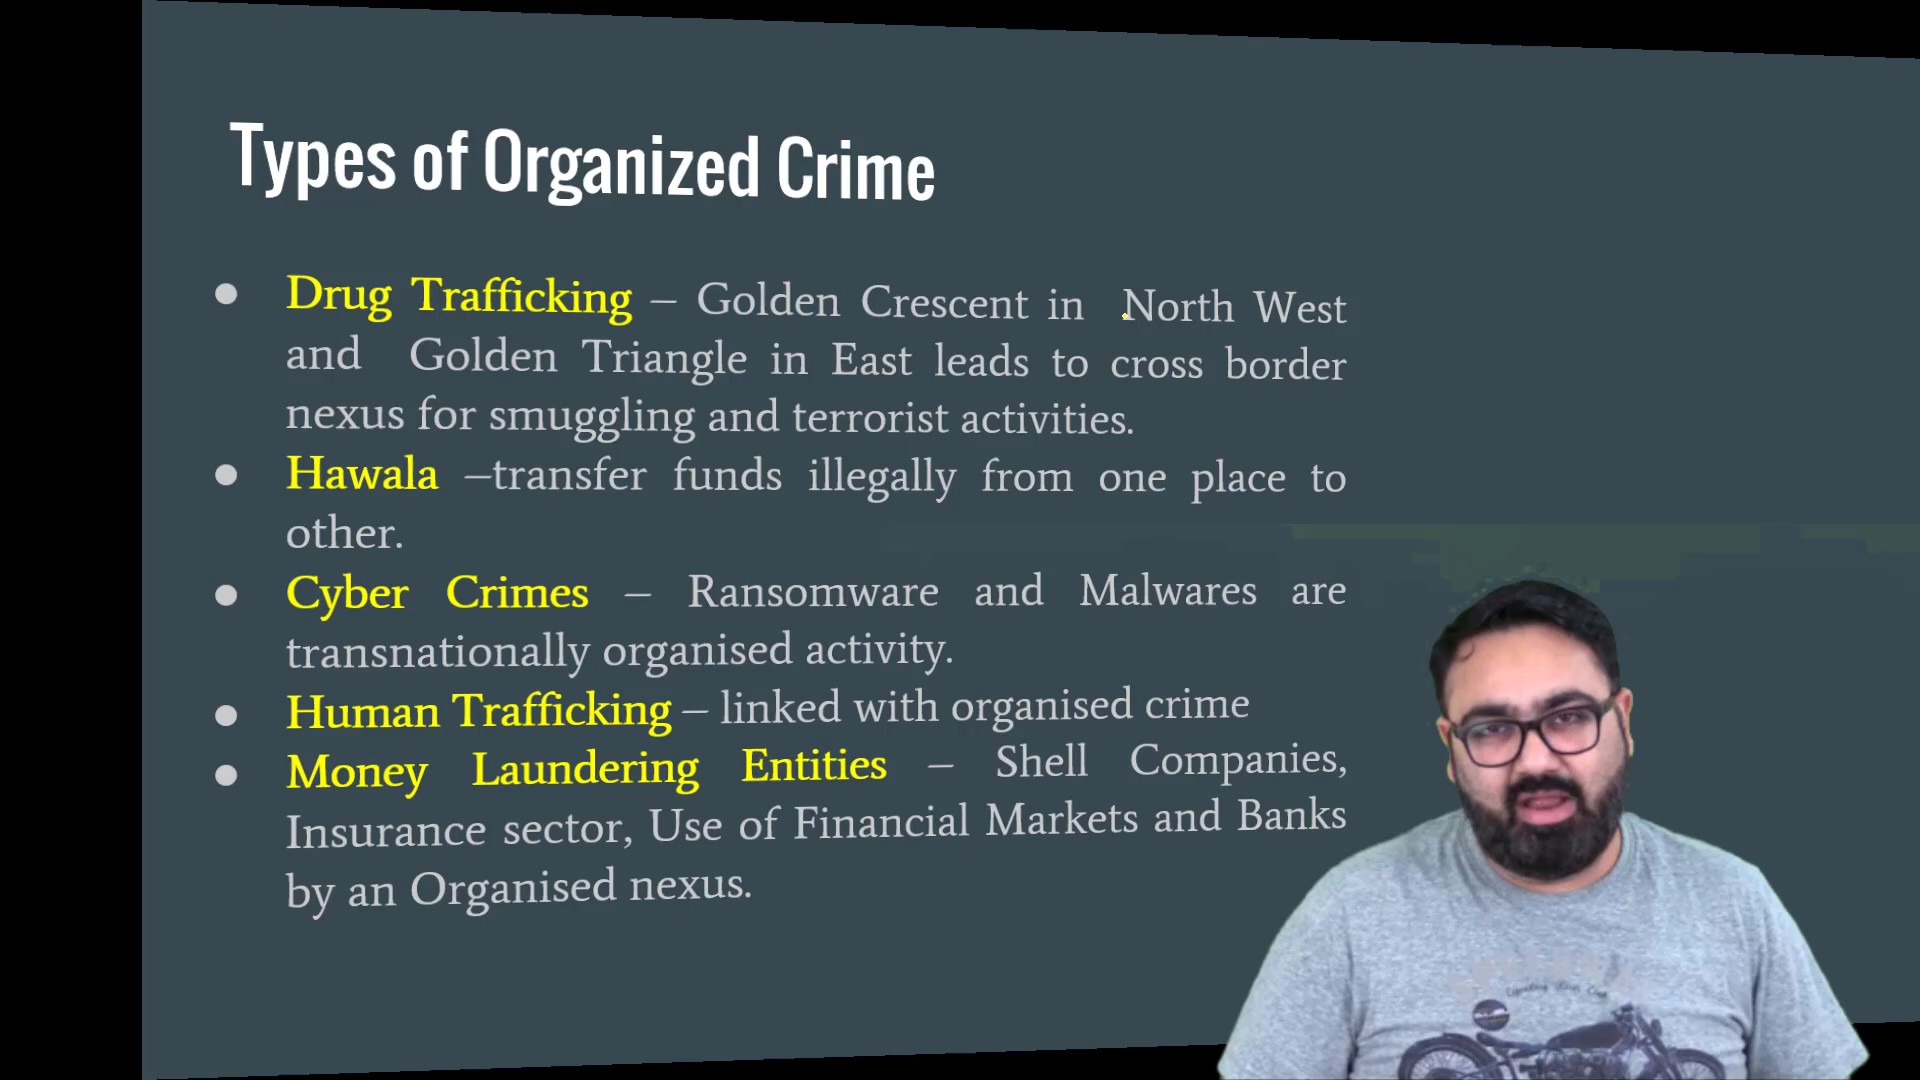 Types of Organized Crime
● Drug Trafficking – Golden Crescent in North West
and Golden Triangle in East leads to cross border
nexus for smuggling and terrorist activities.
● Hawala –transfer funds illegally from one place to
other.
● Cyber Crimes – Ransomware and Malwares are
transnationally organised activity.
● Human Trafficking – linked with organised crime
● Money Laundering Entities – Shell Companies,
Insurance sector, Use of Financial Markets and Banks
by an Organised nexus.